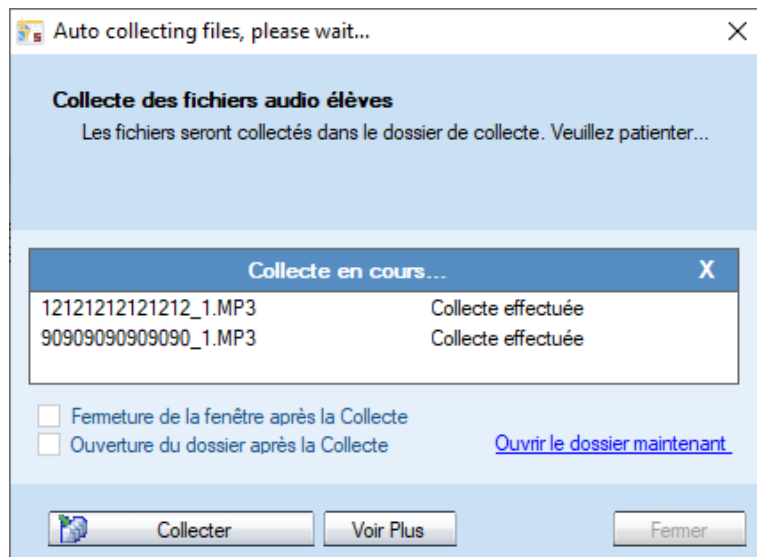 Auto collecting files, please wait...
Collecte des fichiers audio élèves
Les fichiers seront collectés dans le dossier de collecte. Veuillez patienter...
Collecte en cours... X
12121212121212_1.MP3 Collecte effectuée
90909090909090_1.MP3 Collecte effectuée
Fermeture de la fenêtre après la Collecte
Ouverture du dossier après la Collecte Ouvrir le dossier maintenant
Collecter Voir Plus Fermer